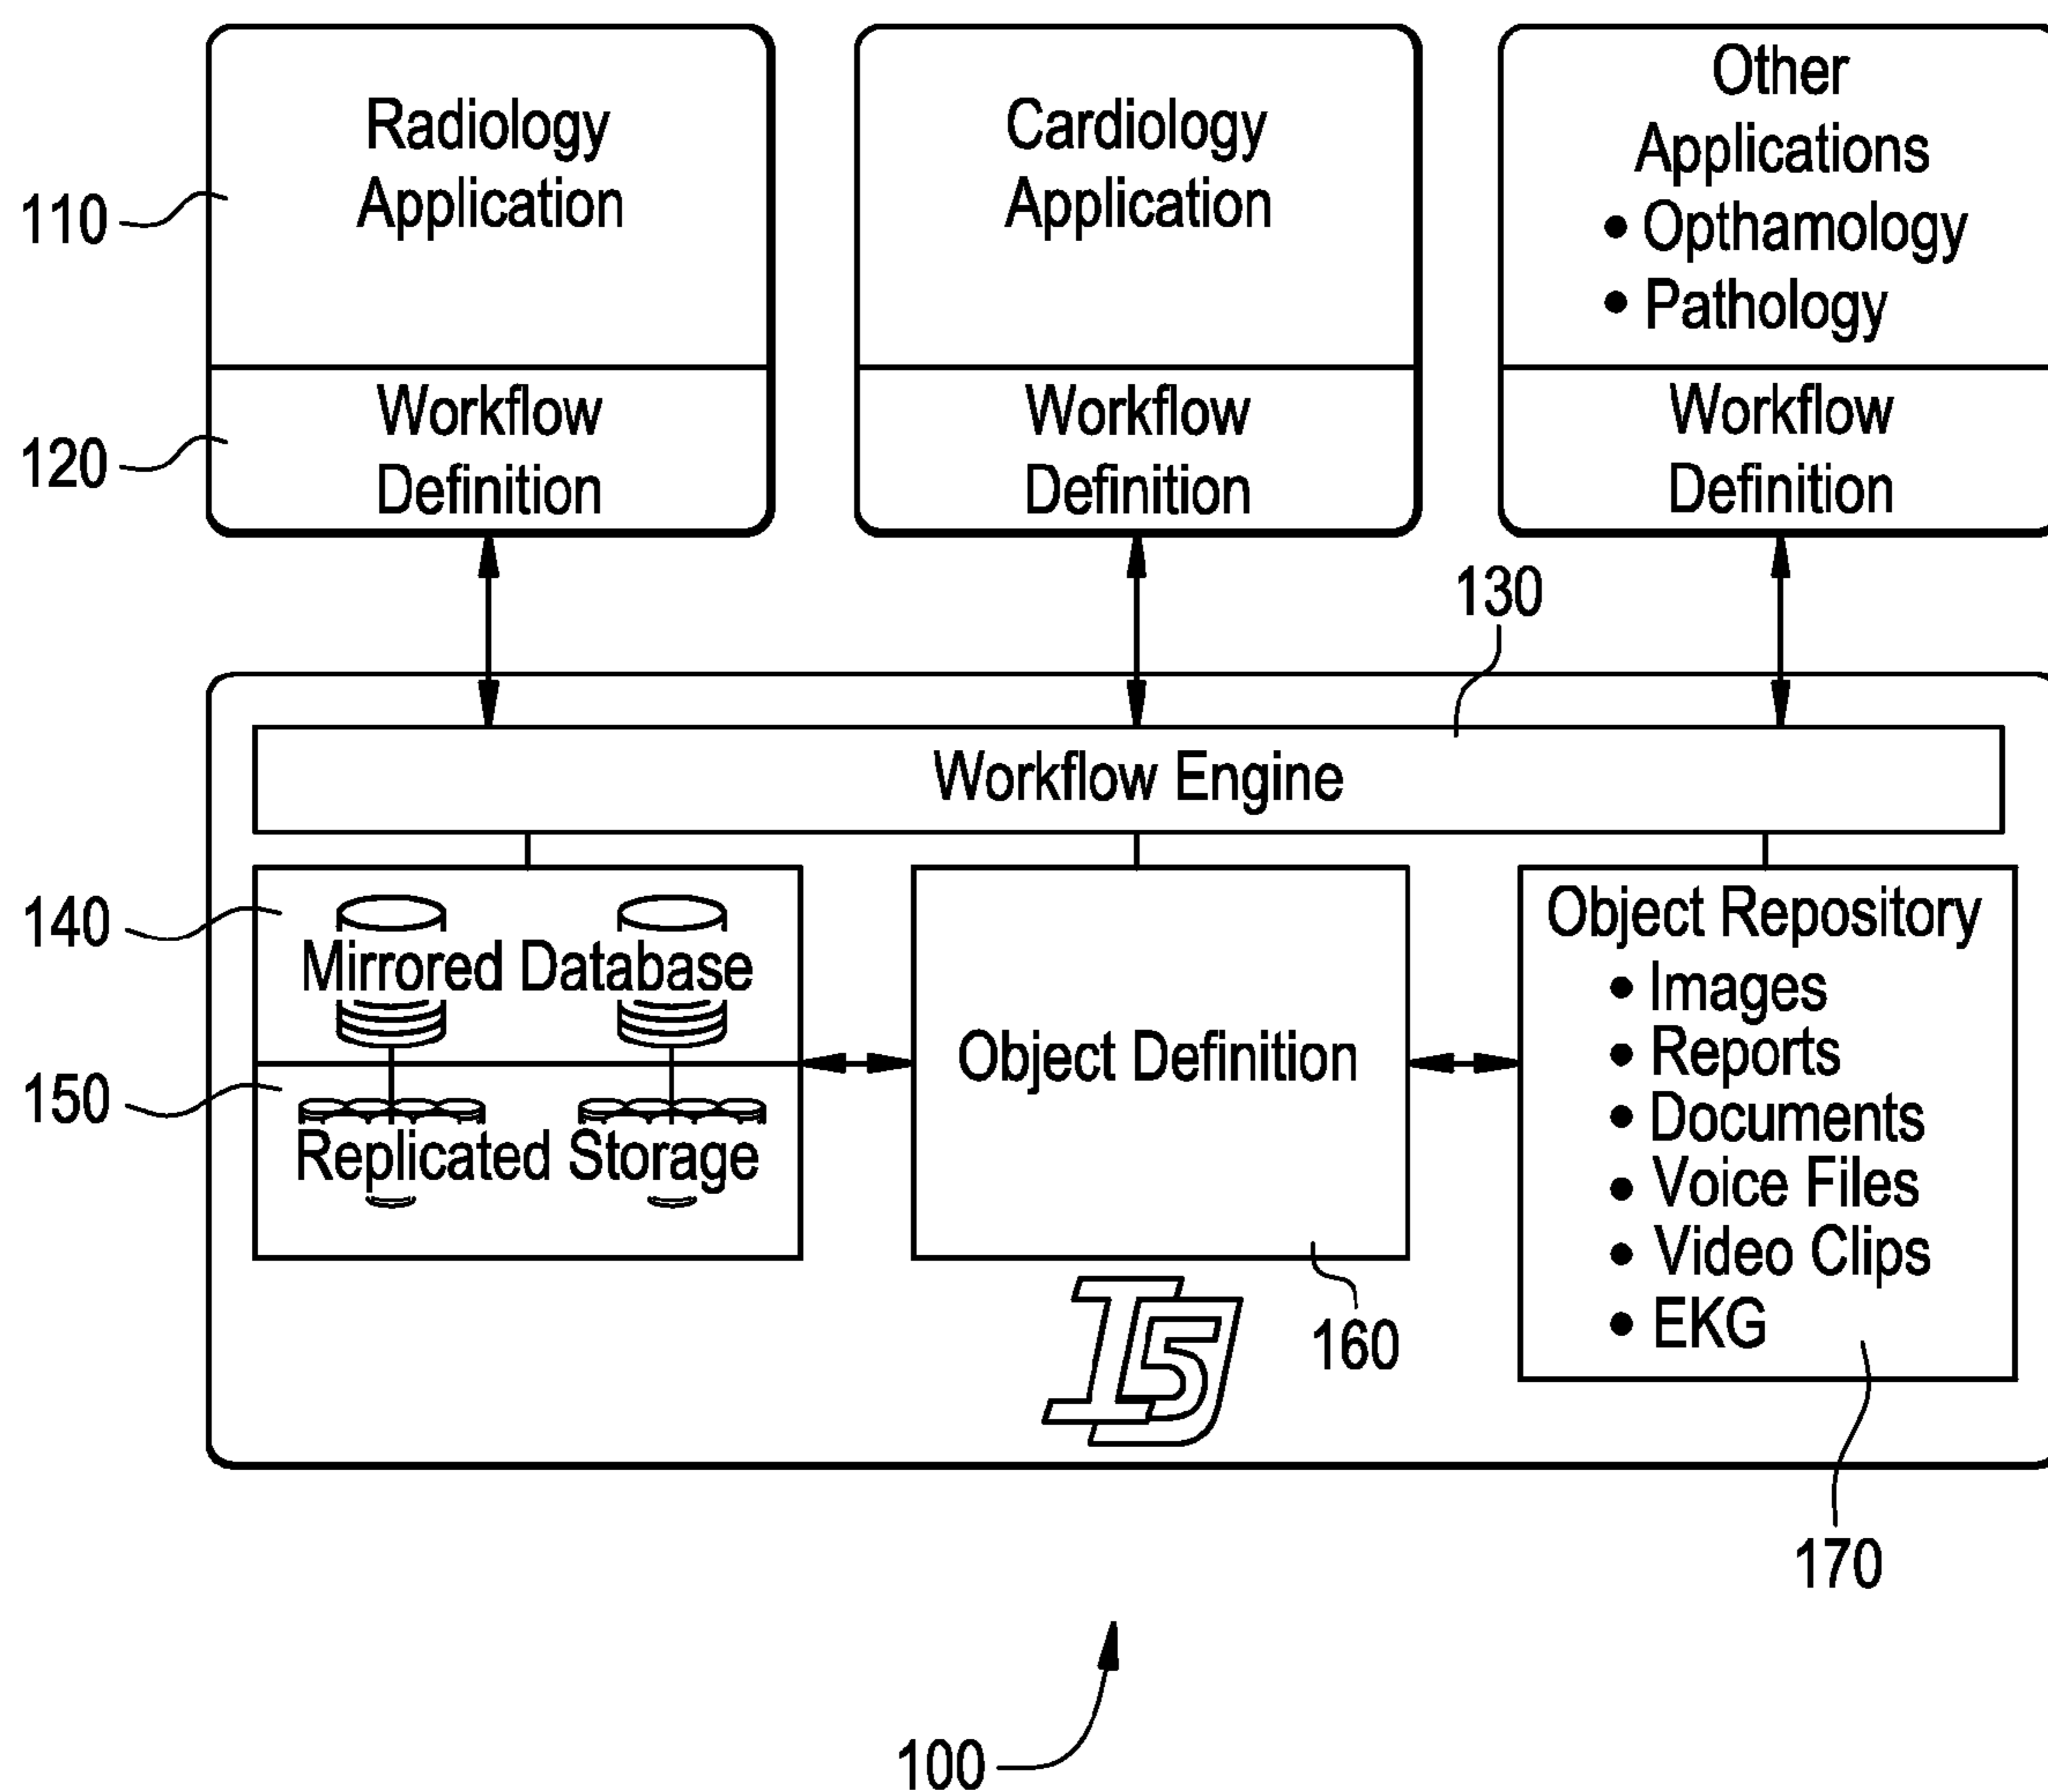 Radiology
Application
Cardiology
Application
Other
Applications
• Opthamology
• Pathology
110
Workflow
Definition
Workflow
Definition
Workflow
Definition
120
130
Workflow Engine
140
Mirrored Database
150
Replicated Storage
Object Definition
160
Object Repository
• Images
• Reports
• Documents
• Voice Files
• Video Clips
• EKG
I5
170
100